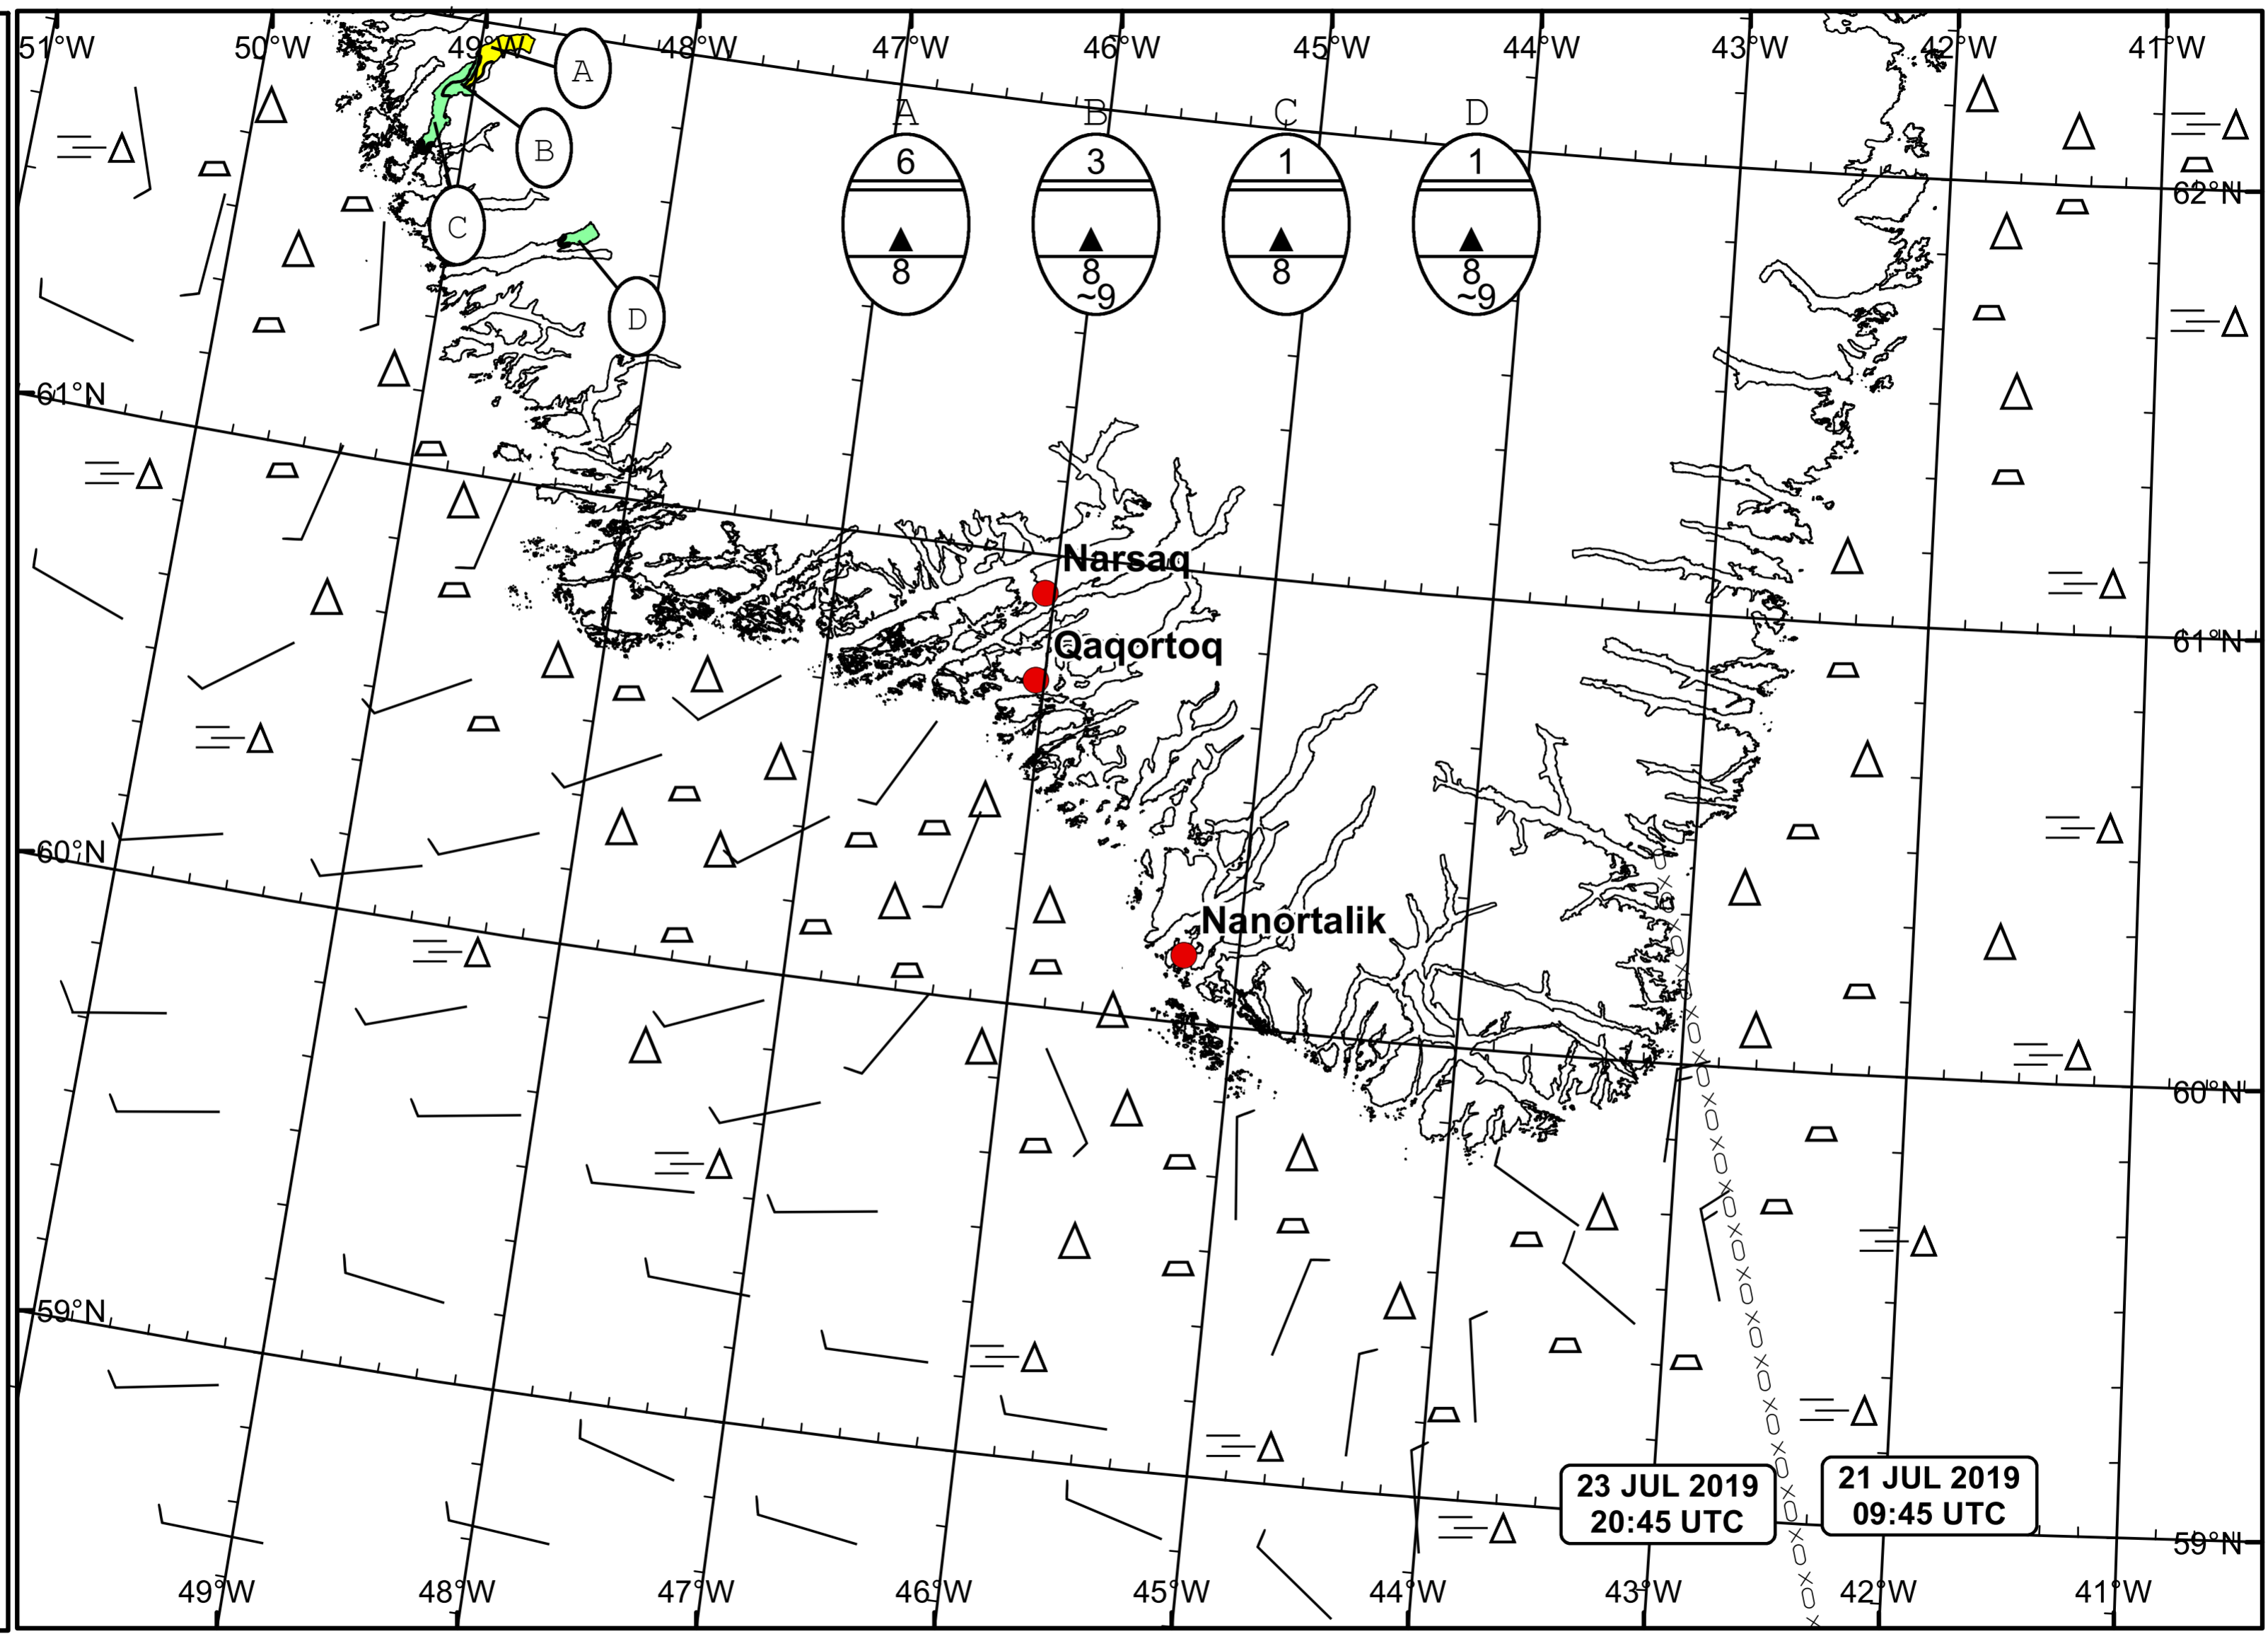 51°W 50°W 49°W 48°W 47°W 46°W 45°W 44°W 43°W 42°W 41°W
A
B
C
D
A B C D
6 3 1 1
8 8 8 8
~9 ~9
62°N
61°N
61°N
Narsaq
Qaqortoq
60°N
Nanortalik
60°N
59°N
23 JUL 2019
20:45 UTC
21 JUL 2019
09:45 UTC
59°N
49°W 48°W 47°W 46°W 45°W 44°W 43°W 42°W 41°W